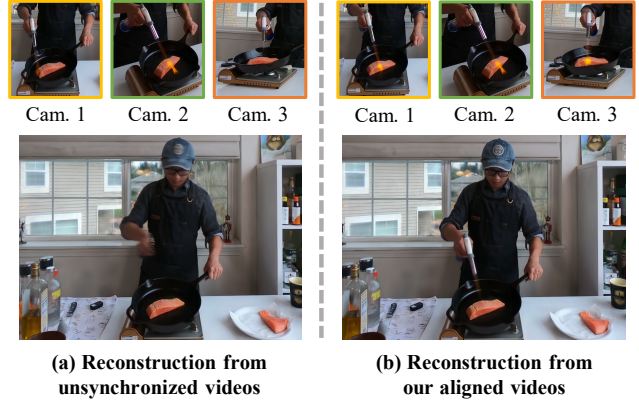 Cam. 1 Cam. 2 Cam. 3
Cam. 1 Cam. 2 Cam. 3
(a) Reconstruction from
unsynchronized videos
(b) Reconstruction from
our aligned videos